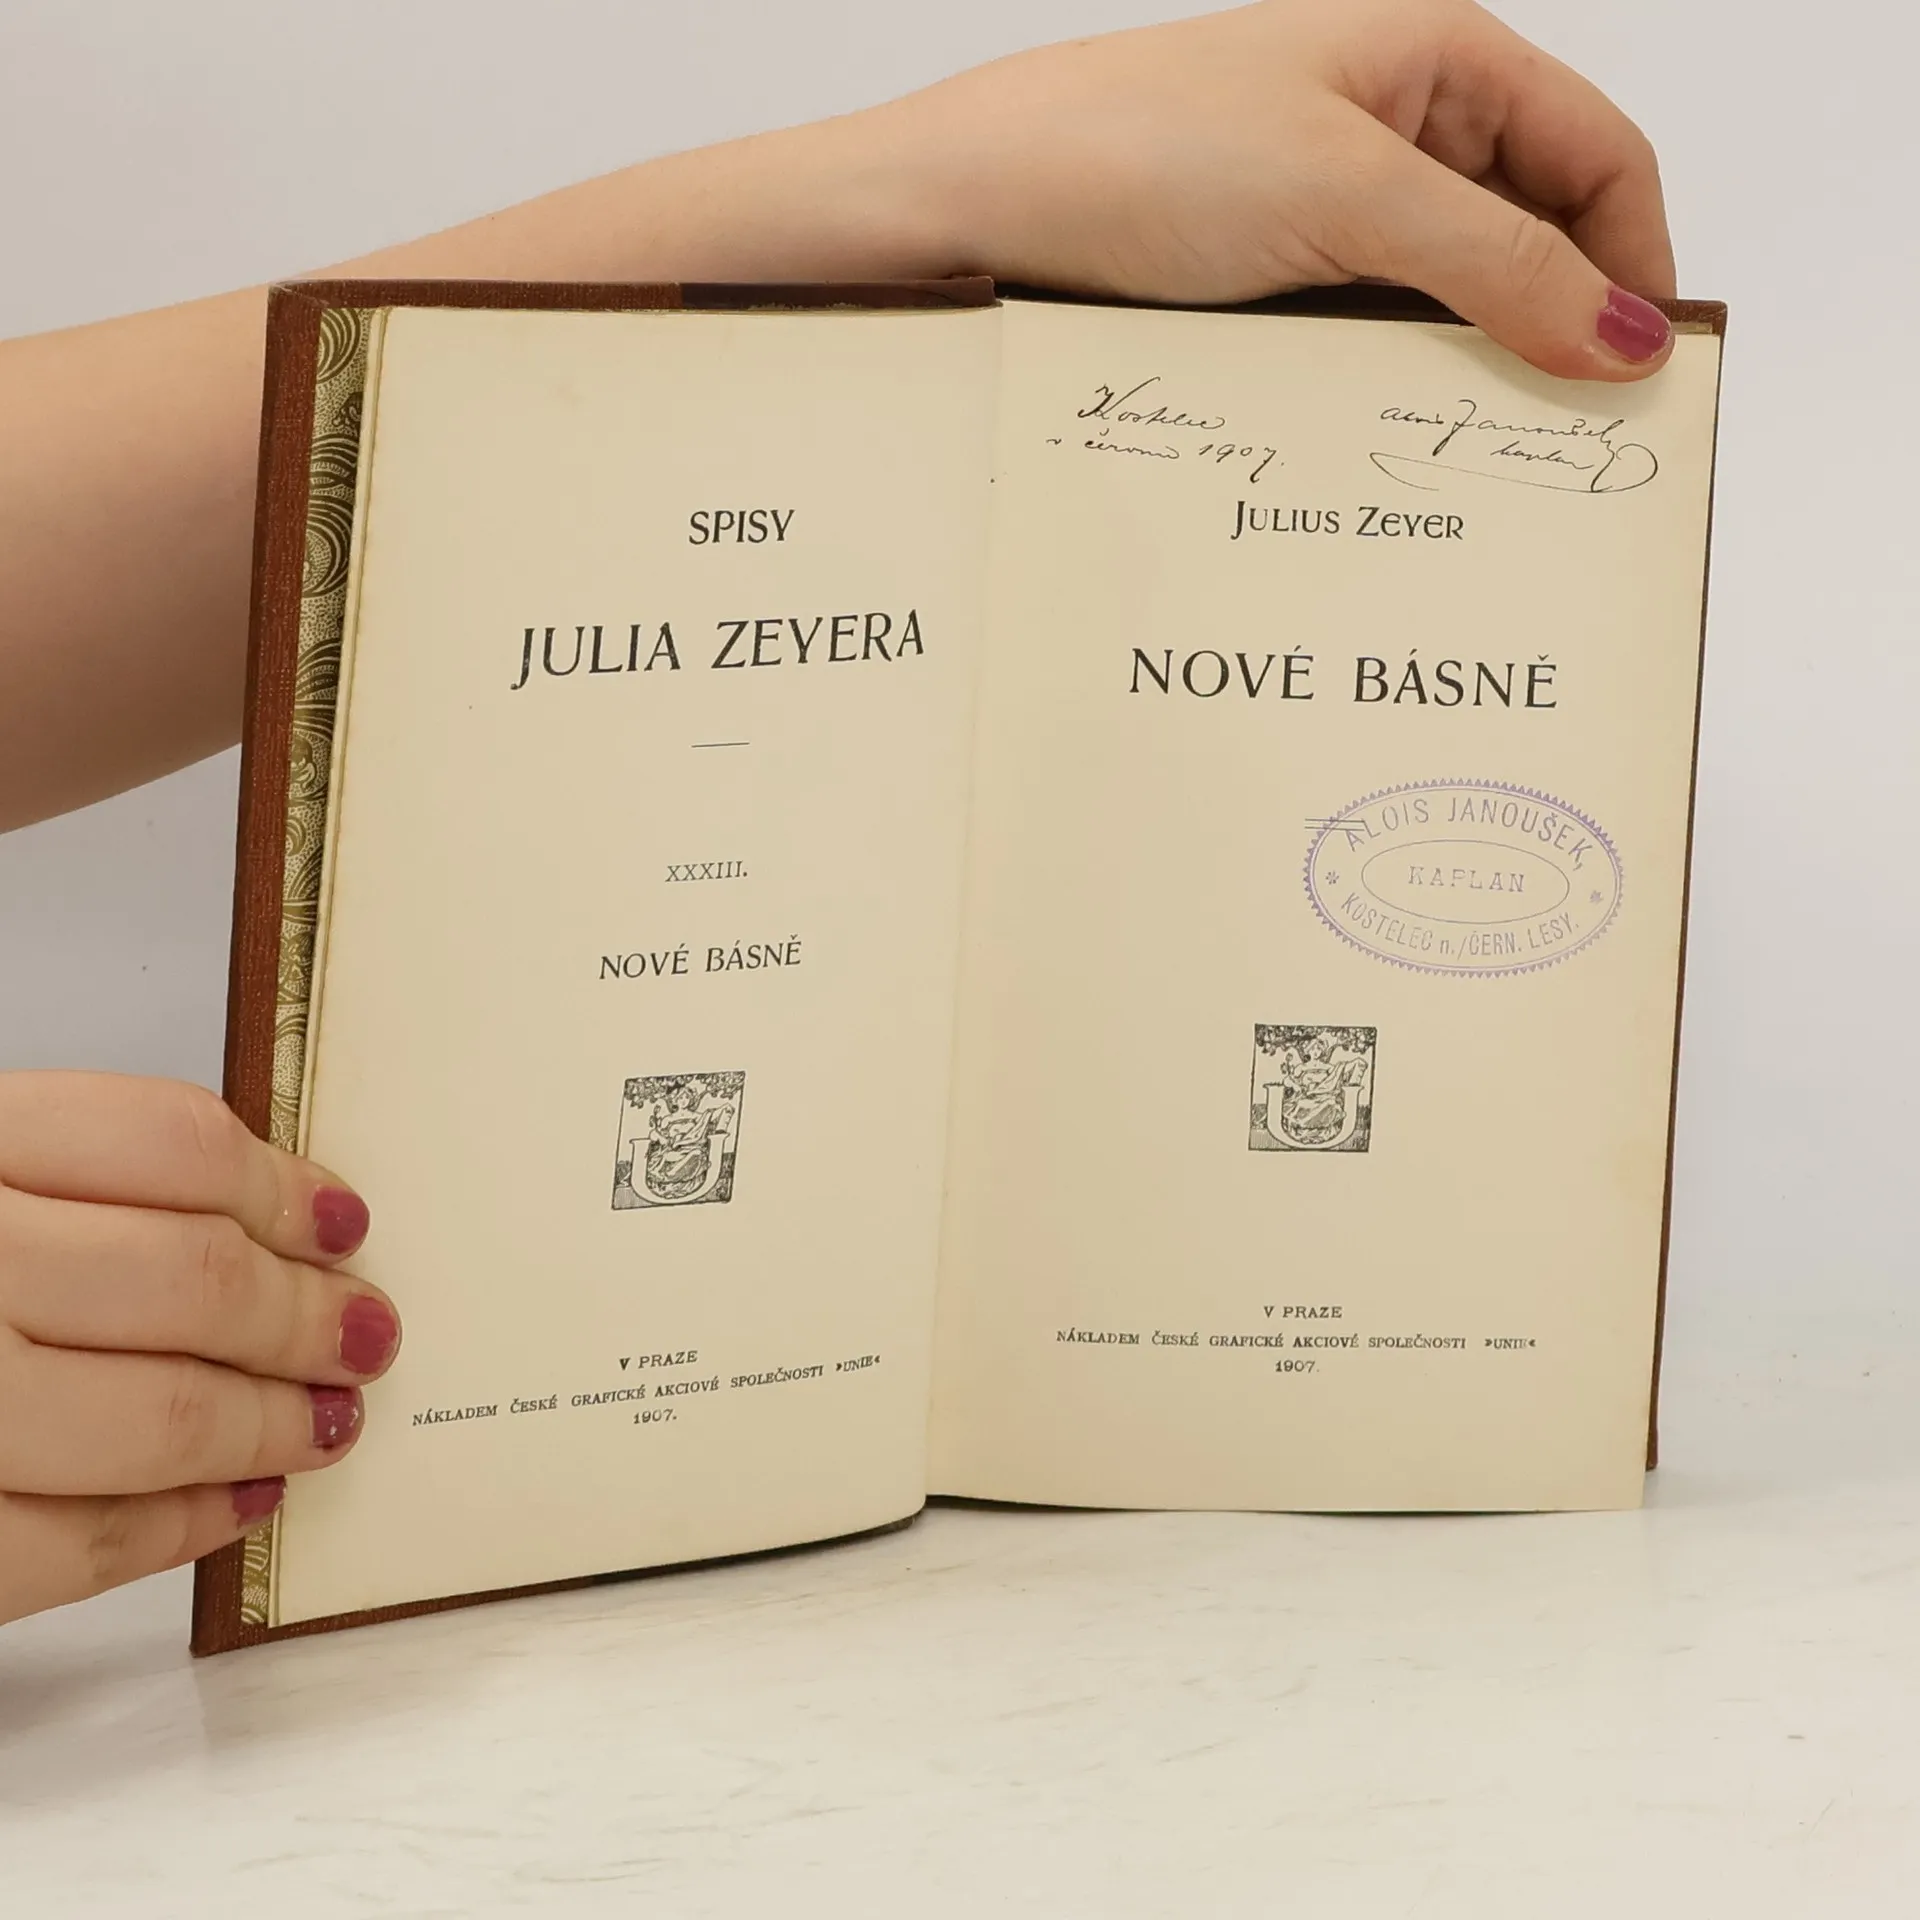 SPISY
JULIA ZEYERA
XXXIII.
NOVÉ BÁSNĚ
V PRAZE
NÁKLADEM ČESKÉ GRAFICKÉ AKCIOVÉ SPOLEČNOSTI »UNIE«
1907.
Kostelec
v červnu 1907.
Alois Janoušek
kaplan
JULIUS ZEYER
NOVÉ BÁSNĚ
ALOIS JANOUŠEK,
KAPLAN
KOSTELEC n./ČERN. LESY.
V PRAZE
NÁKLADEM ČESKÉ GRAFICKÉ AKCIOVÉ SPOLEČNOSTI »UNIE«
1907.